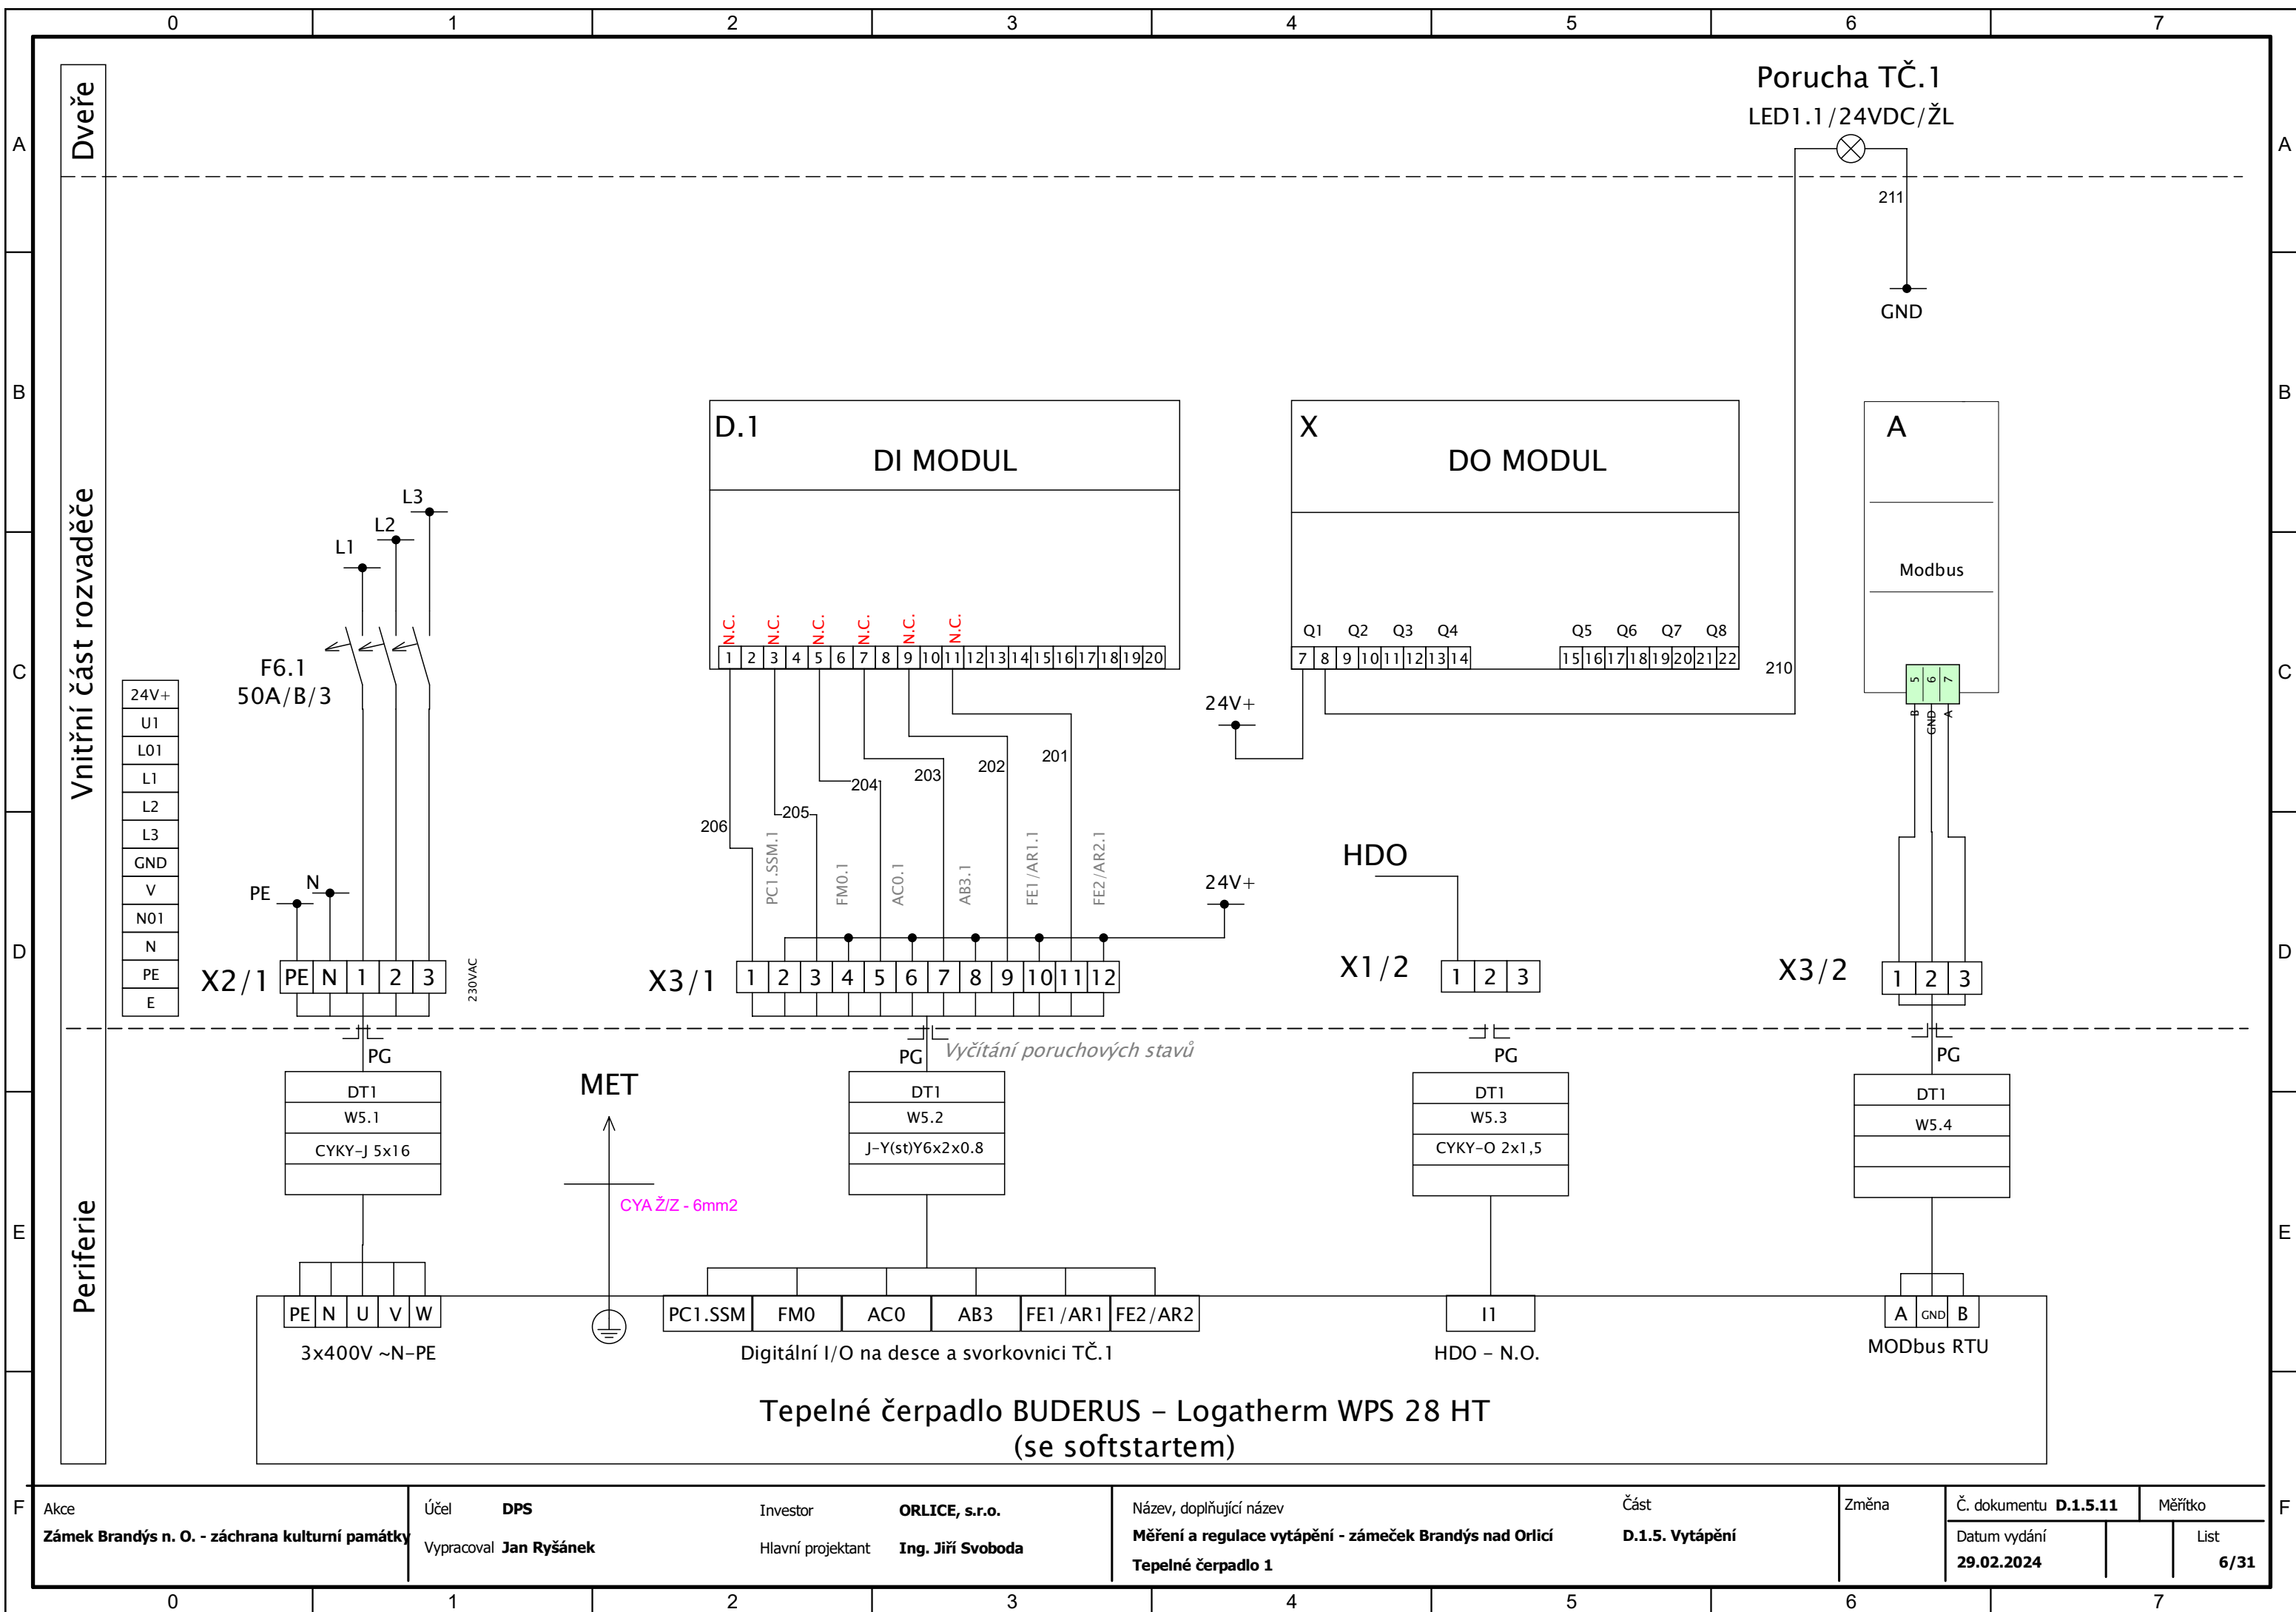 0 1 2 3 4 5 6 7
A
B
C
D
E
F
A
B
C
D
E
F
Dveře
Vnitřní část rozvaděče
Periferie
Porucha TČ.1
LED1.1/24VDC/ŽL
211
GND
24V+
U1
L01
L1
L2
L3
GND
V
N01
N
PE
E
L3
L2
L1
F6.1
50A/B/3
PE
N
X2/1 PE N 1 2 3
230VAC
D.1
DI MODUL
N.C. N.C. N.C. N.C. N.C. N.C.
1 2 3 4 5 6 7 8 9 10 11 12 13 14 15 16 17 18 19 20
206
205
204
203
202
201
PC1.SSM.1
FM0.1
AC0.1
AB3.1
FE1/AR1.1
FE2/AR2.1
24V+
X3/1 1 2 3 4 5 6 7 8 9 10 11 12
X
DO MODUL
Q1 Q2 Q3 Q4 Q5 Q6 Q7 Q8
7 8 9 10 11 12 13 14 15 16 17 18 19 20 21 22
24V+
210
HDO
X1/2 1 2 3
A
Modbus
5 6 7
B GND A
X3/2 1 2 3
PG
PG
Vyčítání poruchových stavů
PG
PG
DT1
W5.1
CYKY-J 5x16
MET
CYA Ž/Z - 6mm2
DT1
W5.2
J-Y(st)Y6x2x0.8
DT1
W5.3
CYKY-O 2x1,5
DT1
W5.4
PE N U V W
3x400V ~N-PE
PC1.SSM FM0 AC0 AB3 FE1/AR1 FE2/AR2
Digitální I/O na desce a svorkovnici TČ.1
I1
HDO - N.O.
A GND B
MODbus RTU
Tepelné čerpadlo BUDERUS - Logatherm WPS 28 HT
(se softstartem)
Akce
Zámek Brandýs n. O. - záchrana kulturní památky
Účel DPS
Vypracoval Jan Ryšánek
Investor ORLICE, s.r.o.
Hlavní projektant Ing. Jiří Svoboda
Název, doplňující název
Měření a regulace vytápění - zámeček Brandýs nad Orlicí
Tepelné čerpadlo 1
Část
D.1.5. Vytápění
Změna
Č. dokumentu D.1.5.11
Měřítko
Datum vydání
29.02.2024
List
6/31
0 1 2 3 4 5 6 7